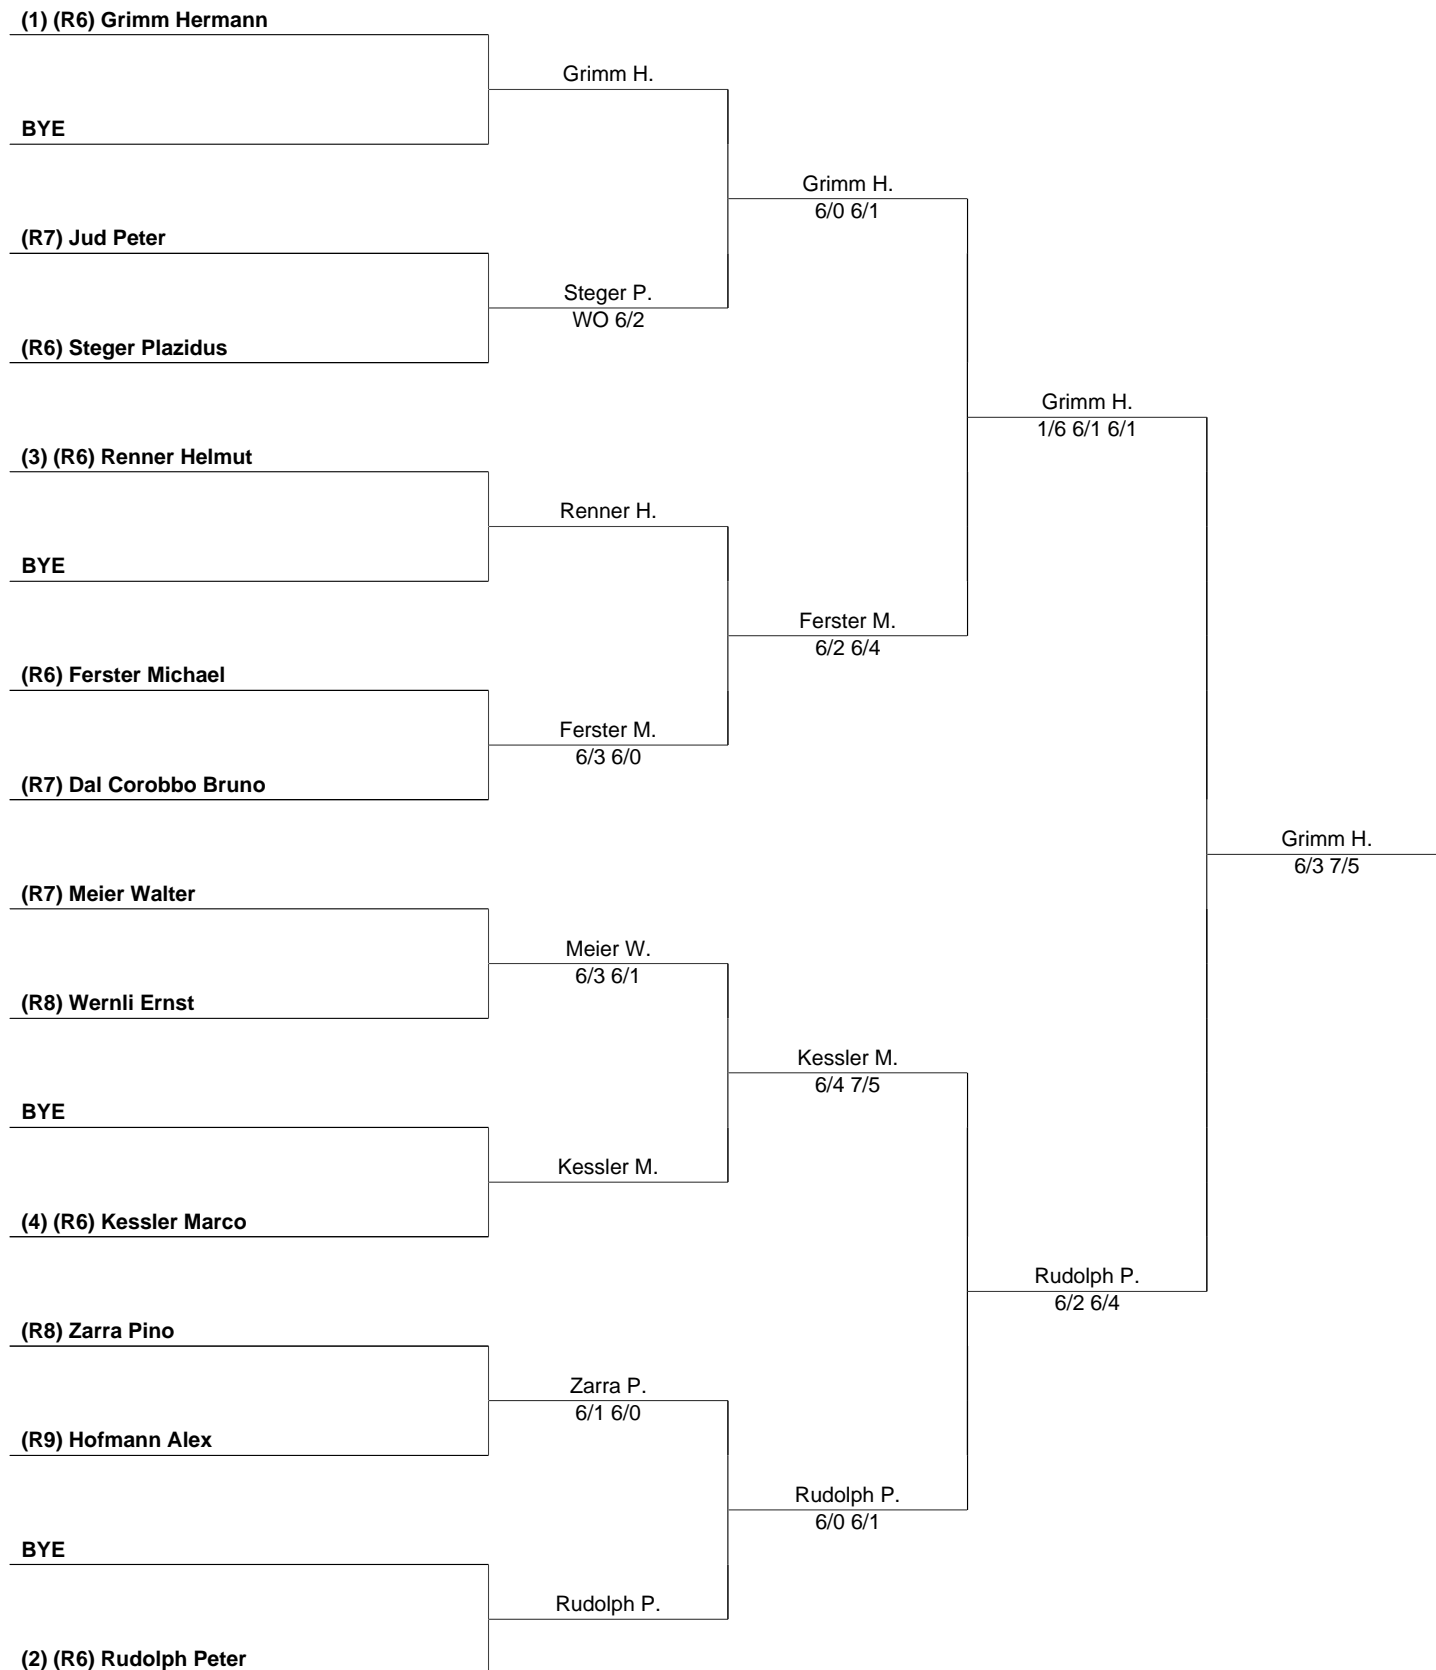 (1) (R6) Grimm Hermann
Grimm H.
BYE
Grimm H.
6/0 6/1
(R7) Jud Peter
Steger P.
WO 6/2
(R6) Steger Plazidus
Grimm H.
1/6 6/1 6/1
(3) (R6) Renner Helmut
Renner H.
BYE
Ferster M.
6/2 6/4
(R6) Ferster Michael
Ferster M.
6/3 6/0
(R7) Dal Corobbo Bruno
Grimm H.
6/3 7/5
(R7) Meier Walter
Meier W.
6/3 6/1
(R8) Wernli Ernst
Kessler M.
6/4 7/5
BYE
Kessler M.
(4) (R6) Kessler Marco
Rudolph P.
6/2 6/4
(R8) Zarra Pino
Zarra P.
6/1 6/0
(R9) Hofmann Alex
Rudolph P.
6/0 6/1
BYE
Rudolph P.
(2) (R6) Rudolph Peter